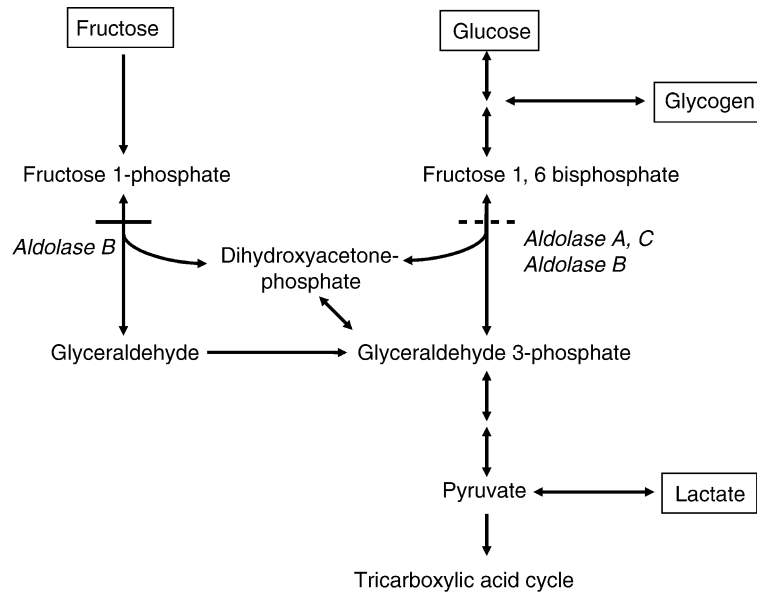 Fructose
Glucose
Glycogen
Fructose 1-phosphate
Fructose 1, 6 bisphosphate
Aldolase B
Aldolase A, C
Aldolase B
Dihydroxyacetone-
phosphate
Glyceraldehyde
Glyceraldehyde 3-phosphate
Pyruvate
Lactate
Tricarboxylic acid cycle